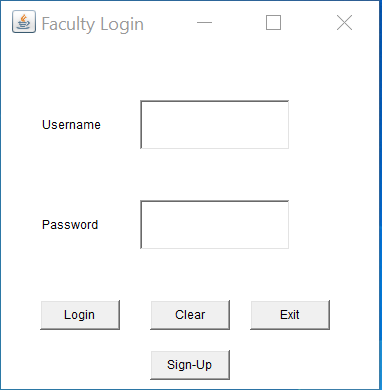 Faculty Login
Username
Password
Login Clear Exit
Sign-Up